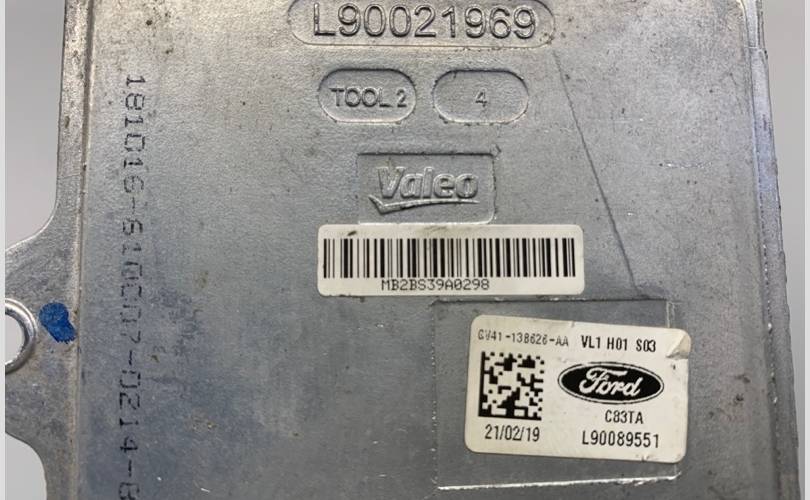 L90021969
TOOL 2
4
Valeo
MB2BS39A0298
GV41-13B626-AA VL1 H01 S03
Ford
C83TA
21/02/19
L90089551